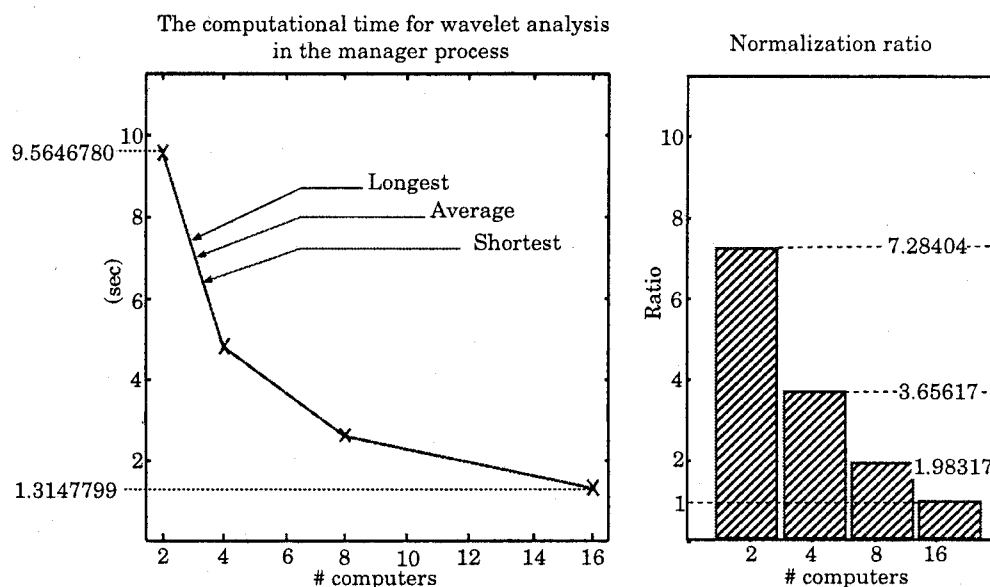 The computational time for wavelet analysis
in the manager process
10
9.5646780
Longest
Average
Shortest
8
(sec)
6
4
2
1.3147799
2 4 6 8 10 12 14 16
# computers
Normalization ratio
10
8
7.28404
Ratio
6
4
3.65617
2
1.98317
1
2 4 8 16
# computers